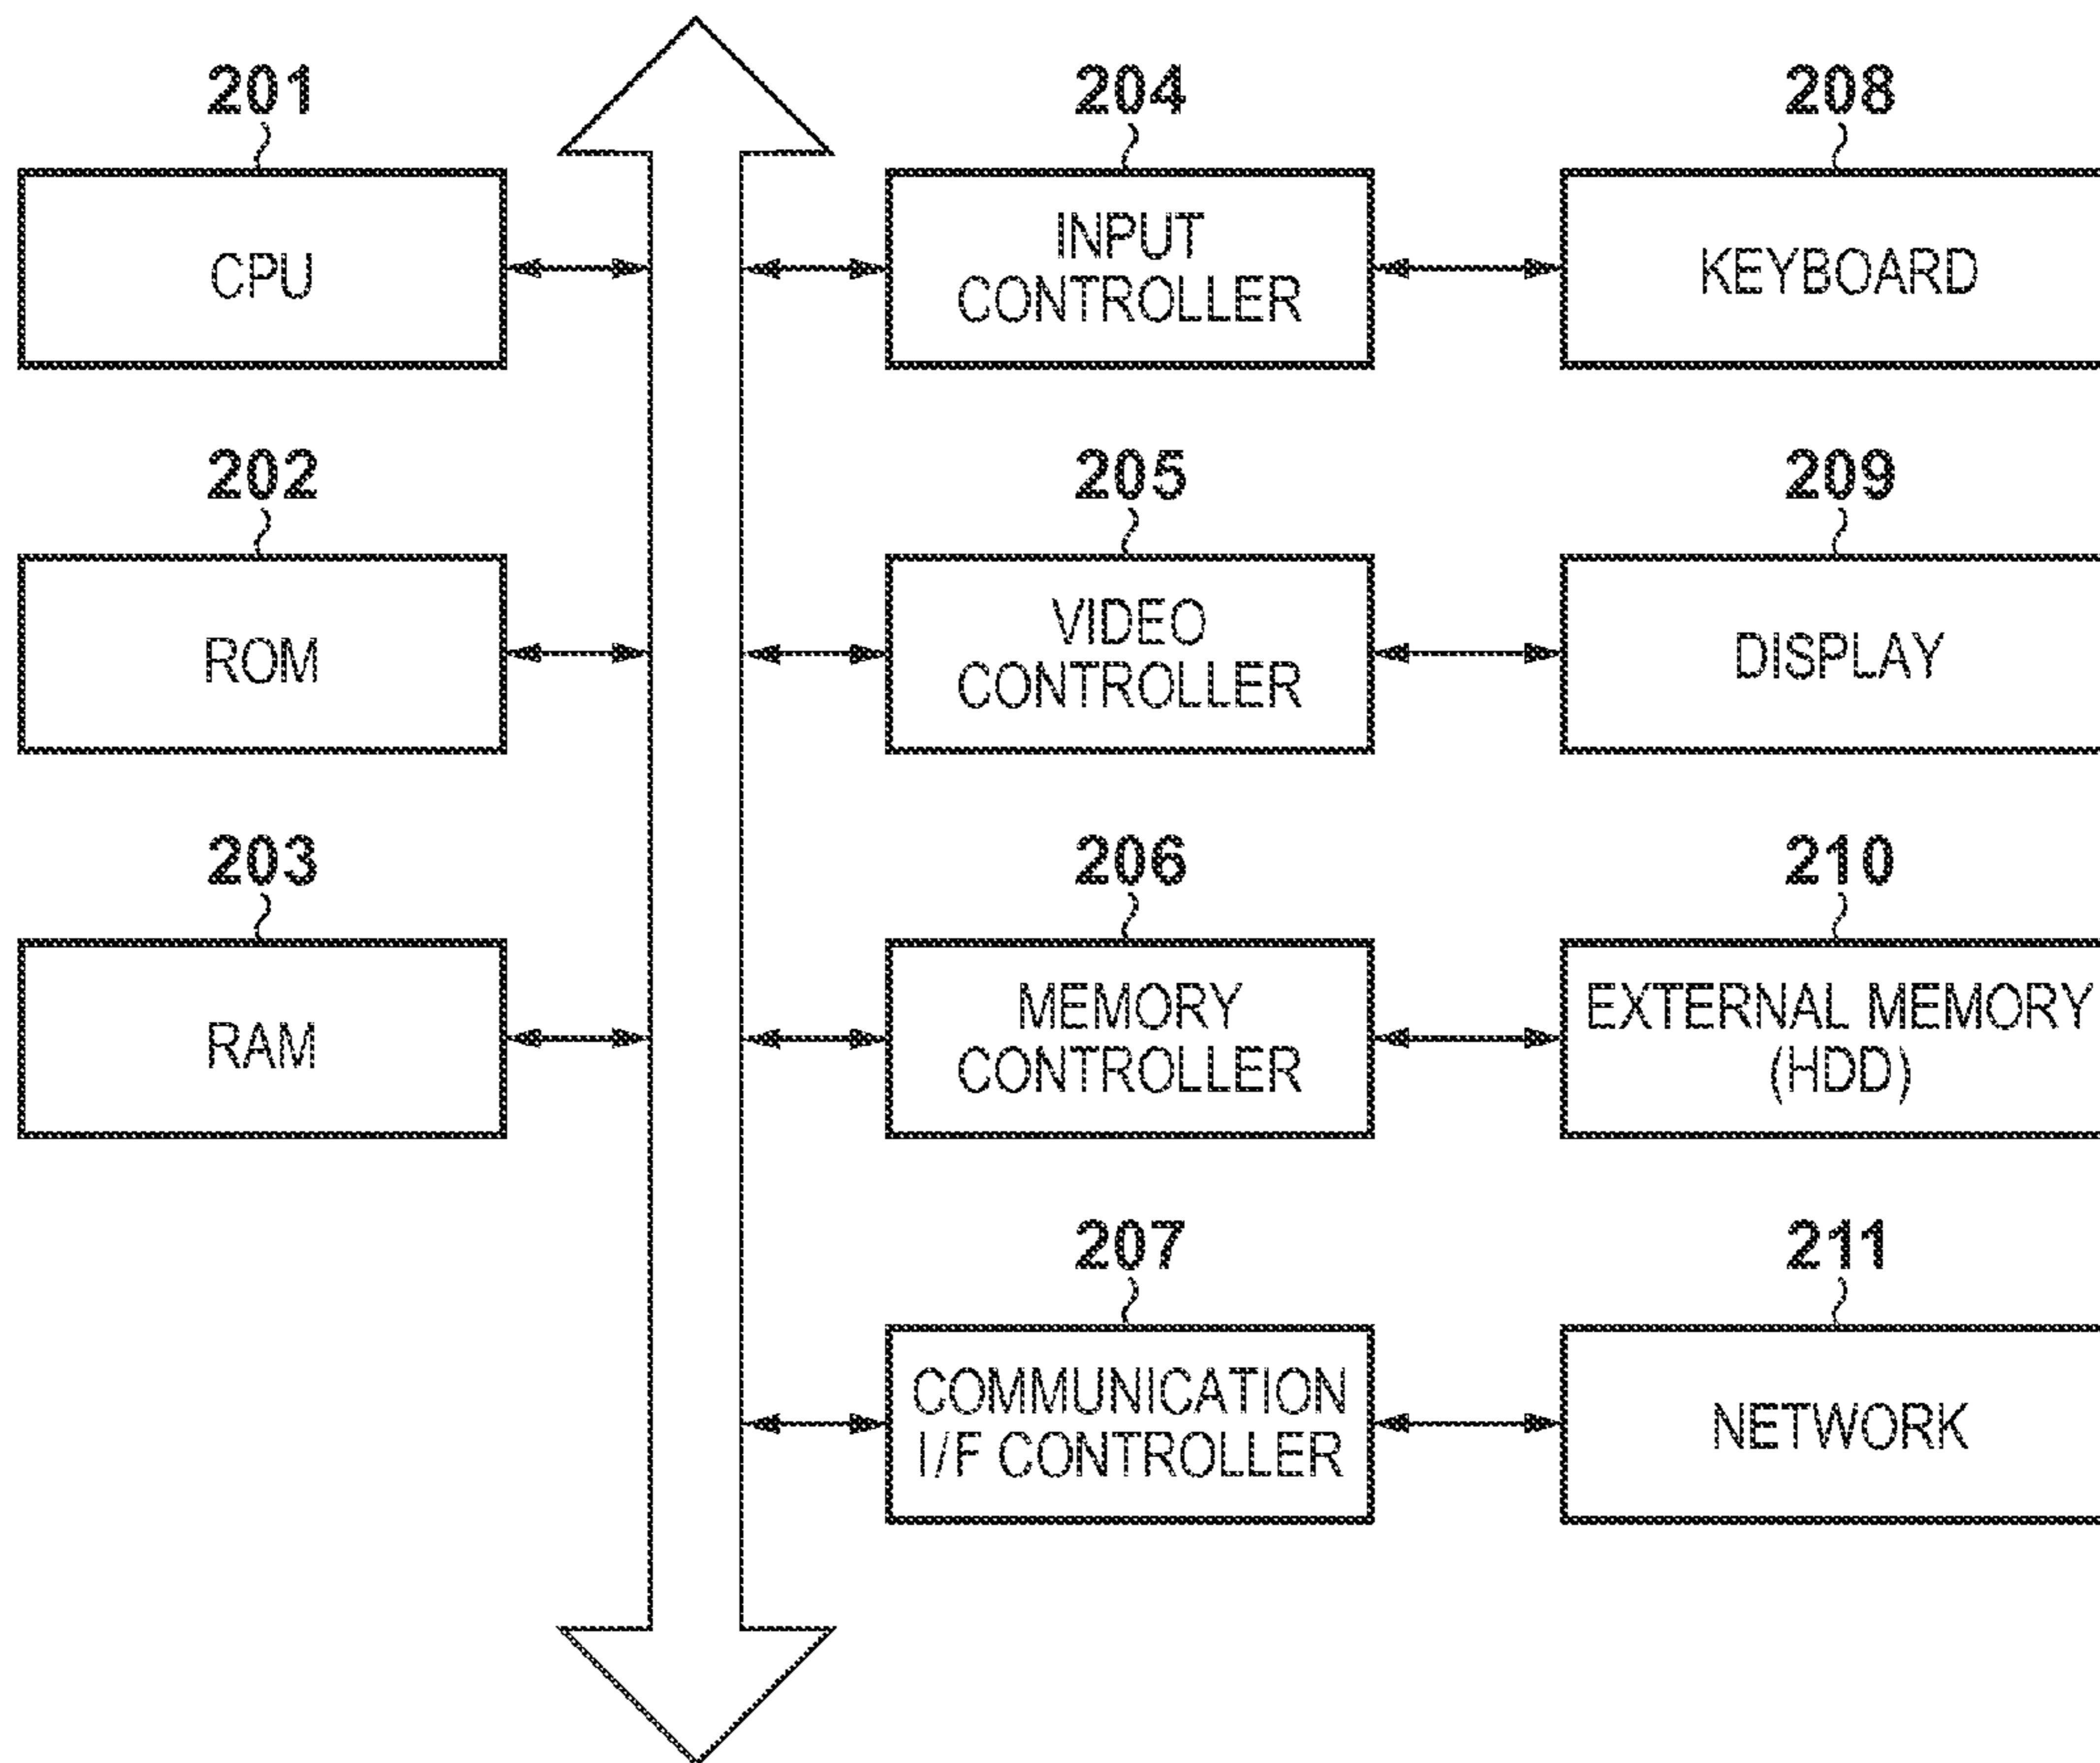 201
204
208
CPU
INPUT
CONTROLLER
KEYBOARD
202
205
209
ROM
VIDEO
CONTROLLER
DISPLAY
203
206
210
RAM
MEMORY
CONTROLLER
EXTERNAL MEMORY
(HDD)
207
211
COMMUNICATION
I/F CONTROLLER
NETWORK